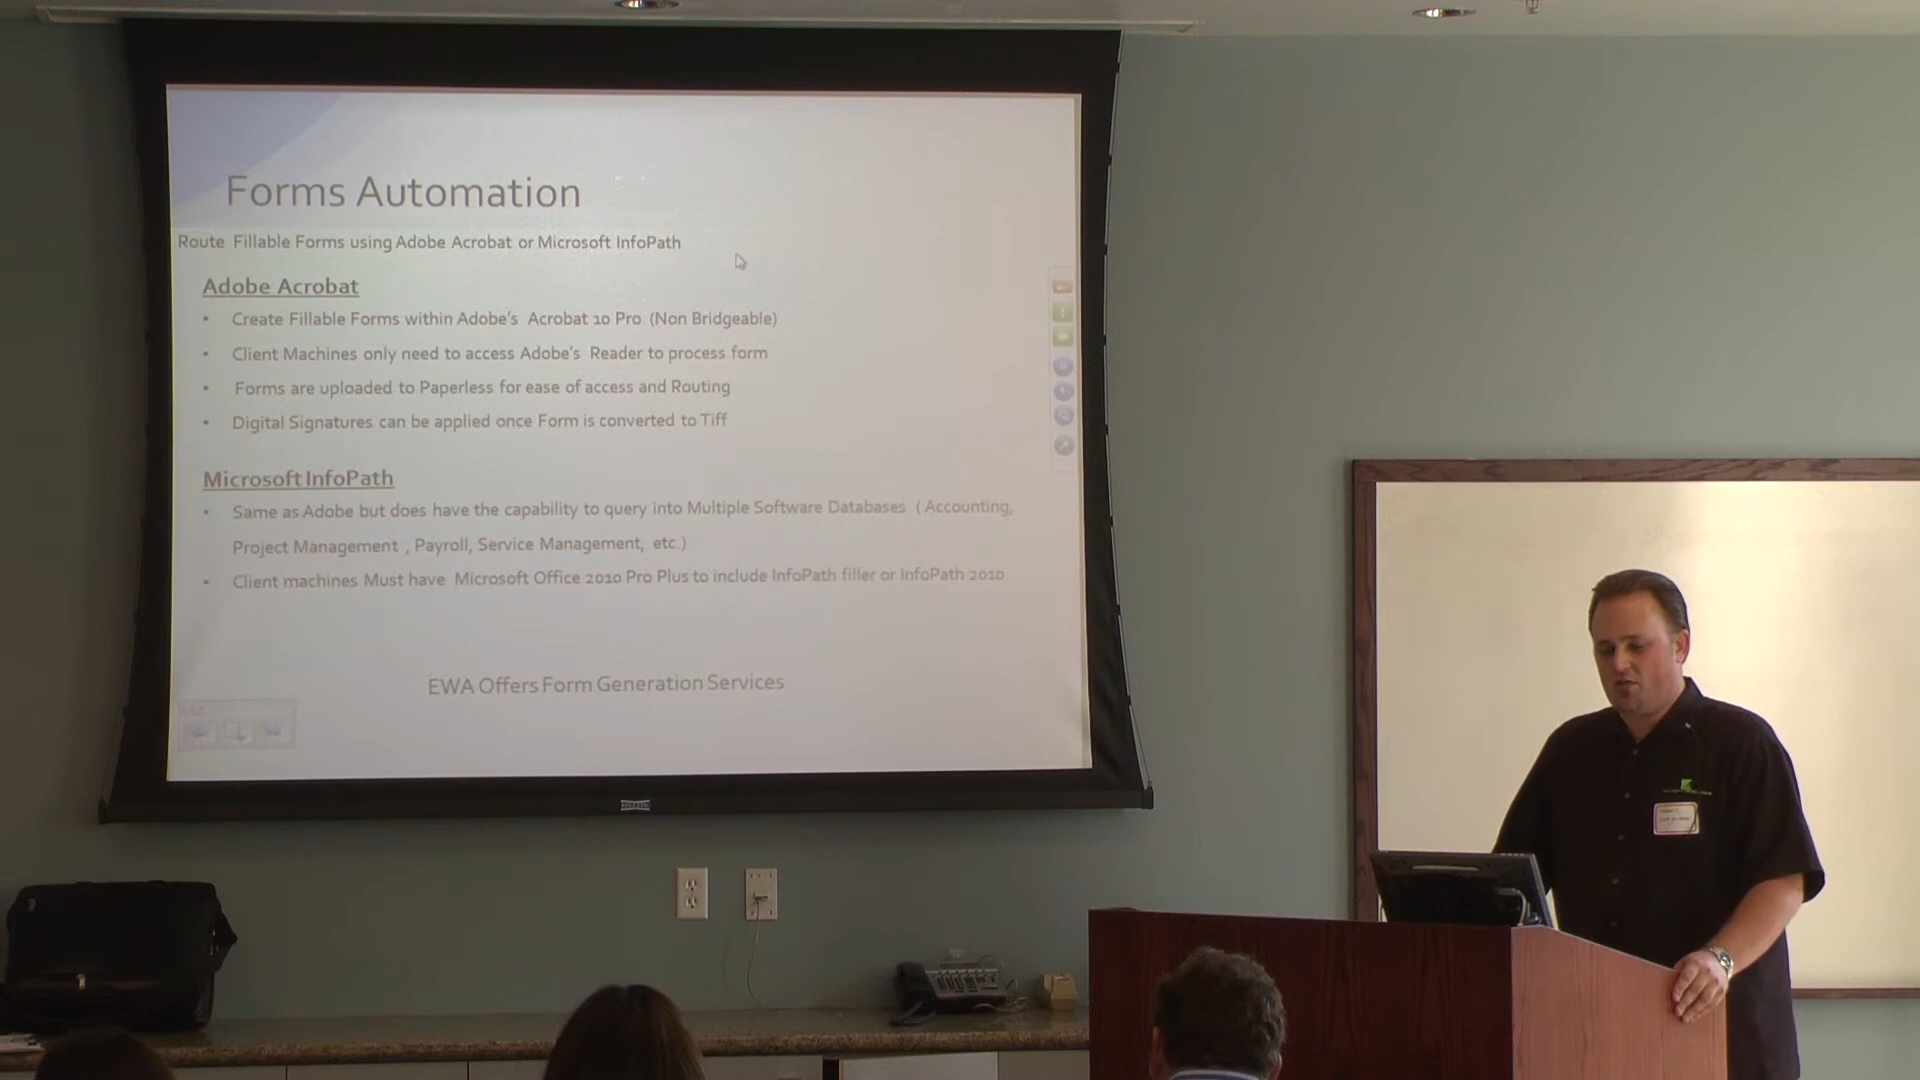 Forms Automation
Route Fillable Forms using Adobe Acrobat or Microsoft InfoPath
Adobe Acrobat
• Create Fillable Forms within Adobe's Acrobat 10 Pro (Non Bridgeable)
• Client Machines only need to access Adobe's Reader to process form
• Forms are uploaded to Paperless for ease of access and Routing
• Digital Signatures can be applied once Form is converted to Tiff
Microsoft InfoPath
• Same as Adobe but does have the capability to query into Multiple Software Databases ( Accounting,
Project Management , Payroll, Service Management, etc.)
• Client machines Must have Microsoft Office 2010 Pro Plus to include InfoPath filler or InfoPath 2010
EWA Offers Form Generation Services